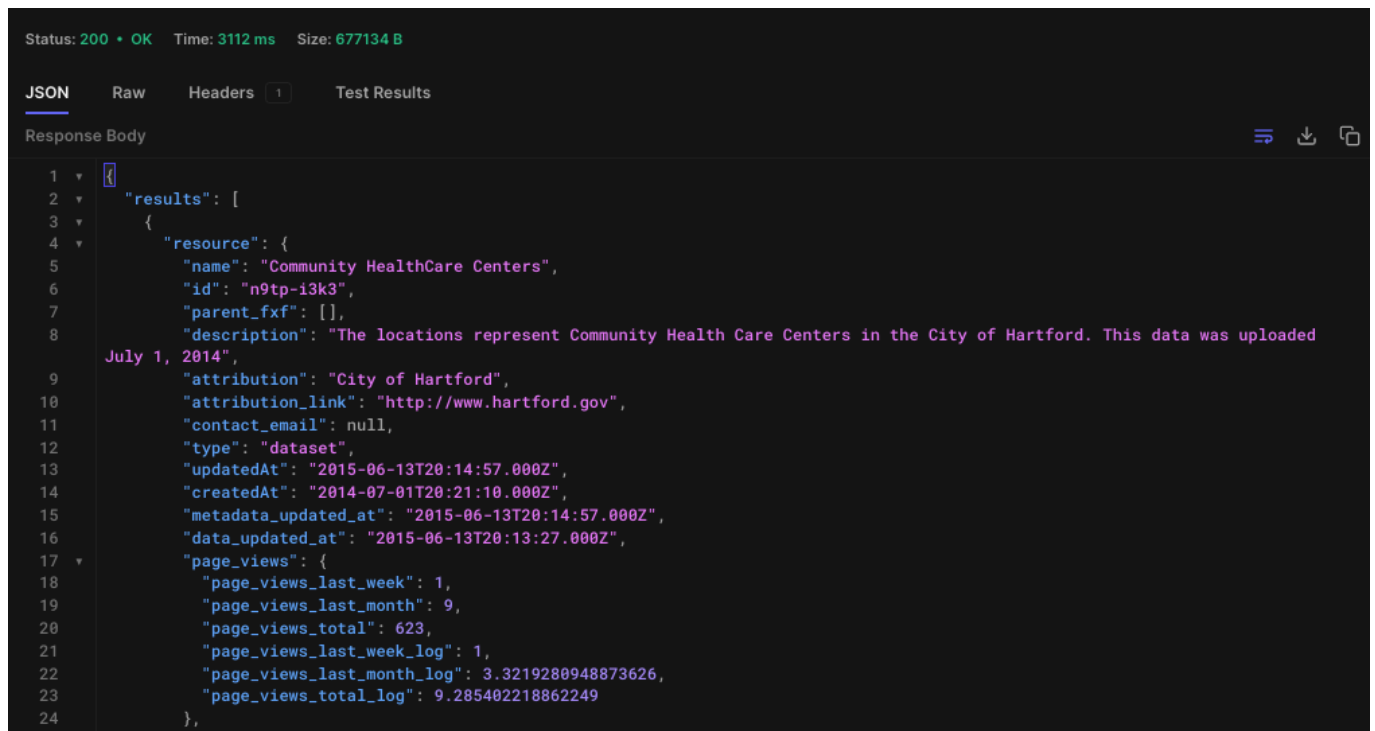 Status: 200 • OK Time: 3112 ms Size: 677134 B
JSON Raw Headers 1 Test Results
Response Body
1 {
2 "results": [
3 {
4 "resource": {
5 "name": "Community HealthCare Centers",
6 "id": "n9tp-i3k3",
7 "parent_fxf": [],
8 "description": "The locations represent Community Health Care Centers in the City of Hartford. This data was uploaded
July 1, 2014",
9 "attribution": "City of Hartford",
10 "attribution_link": "http://www.hartford.gov",
11 "contact_email": null,
12 "type": "dataset",
13 "updatedAt": "2015-06-13T20:14:57.000Z",
14 "createdAt": "2014-07-01T20:21:10.000Z",
15 "metadata_updated_at": "2015-06-13T20:14:57.000Z",
16 "data_updated_at": "2015-06-13T20:13:27.000Z",
17 "page_views": {
18 "page_views_last_week": 1,
19 "page_views_last_month": 9,
20 "page_views_total": 623,
21 "page_views_last_week_log": 1,
22 "page_views_last_month_log": 3.3219280948873626,
23 "page_views_total_log": 9.285402218862249
24 },